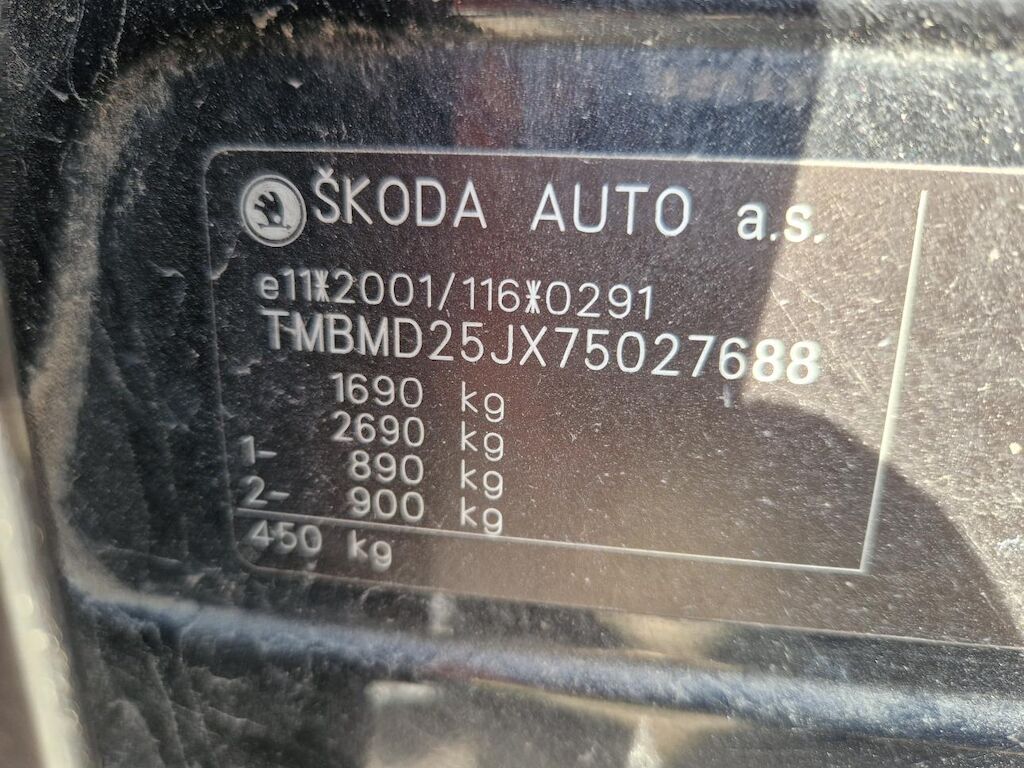 ŠKODA AUTO a.s.
e11*2001/116*0291
TMBMD25JX75027688
1690 kg
2690 kg
1- 890 kg
2- 900 kg
450 kg